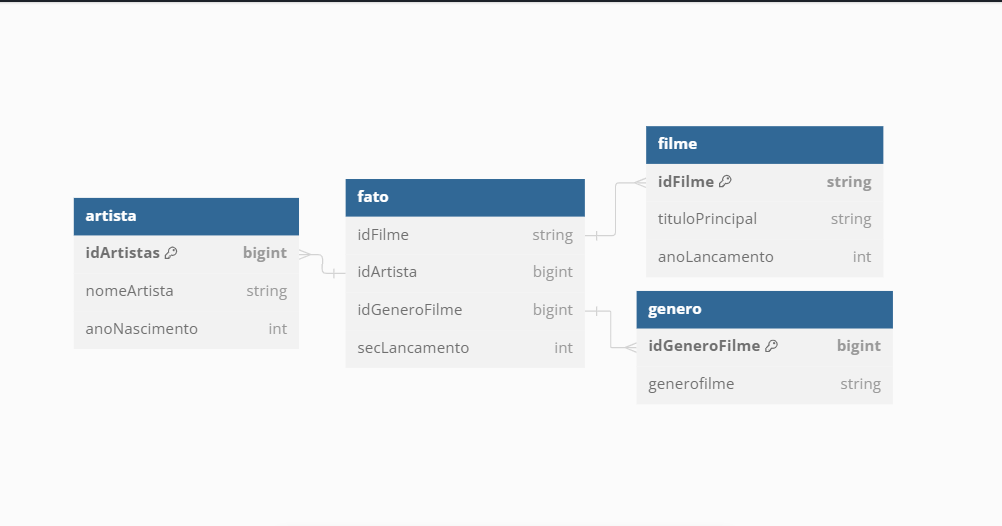 artista
idArtistas bigint
nomeArtista string
anoNascimento int
fato
idFilme string
idArtista bigint
idGeneroFilme bigint
secLancamento int
filme
idFilme string
tituloPrincipal string
anoLancamento int
genero
idGeneroFilme bigint
generofilme string